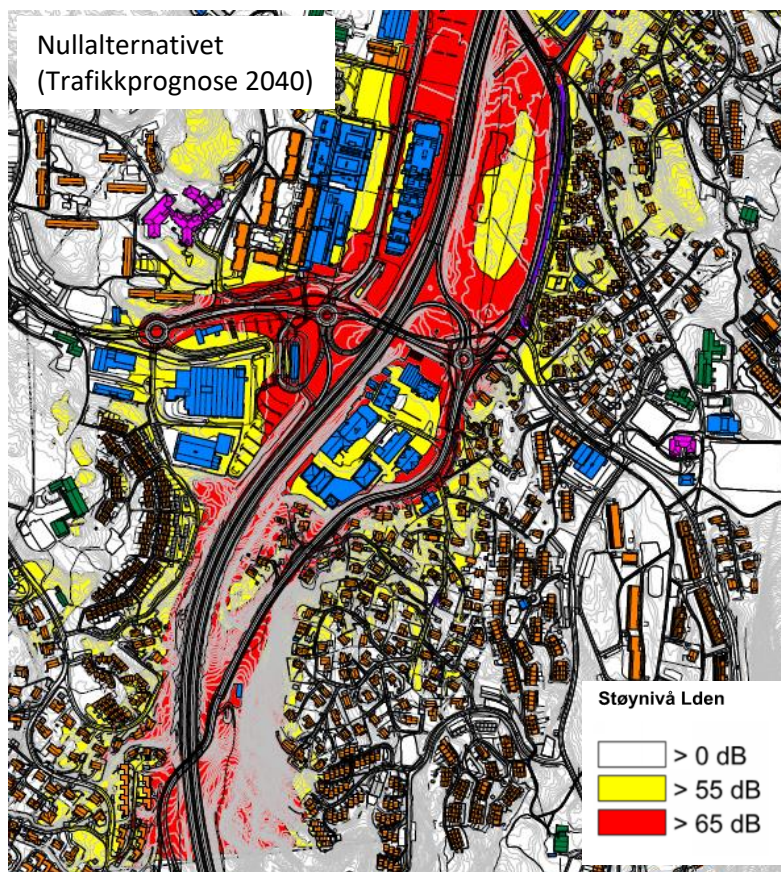 Nullalternativet
(Trafikkprognose 2040)
Støynivå Lden
> 0 dB
> 55 dB
> 65 dB